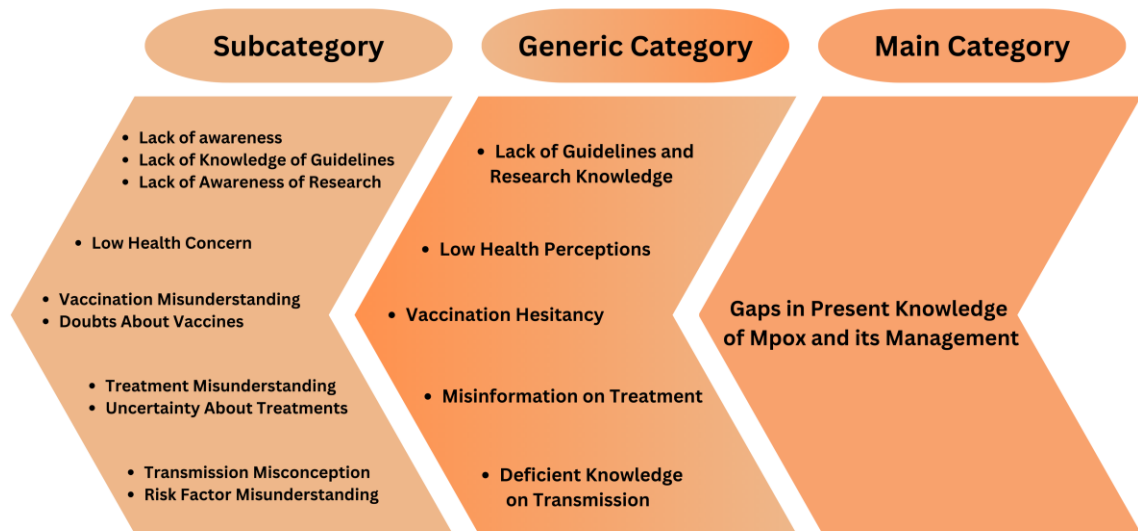 Subcategory
Generic Category
Main Category
• Lack of awareness
• Lack of Knowledge of Guidelines
• Lack of Awareness of Research
• Low Health Concern
• Vaccination Misunderstanding
• Doubts About Vaccines
• Treatment Misunderstanding
• Uncertainty About Treatments
• Transmission Misconception
• Risk Factor Misunderstanding
• Lack of Guidelines and
Research Knowledge
• Low Health Perceptions
• Vaccination Hesitancy
• Misinformation on Treatment
• Deficient Knowledge
on Transmission
Gaps in Present Knowledge
of Mpox and its Management